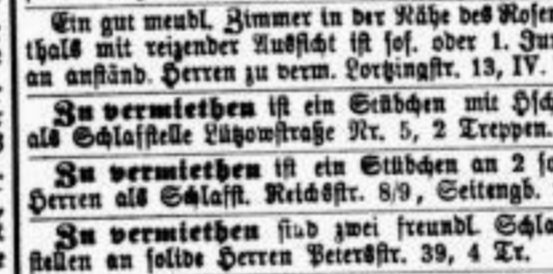 Ein gut meubl. Zimmer in der Nähe des Rosen
thals mit reizender Aussicht ist sof. oder 1. Jun
an anständ. Herren zu verm. Lortzingstr. 13, IV.
Zu vermiethen ist ein Stübchen mit Hsch
als Schlafstelle Lützowstraße Nr. 5, 2 Treppen.
Zu vermiethen ist ein Stübchen an 2 so
Herren als Schlafst. Reichsstr. 8/9, Seitengb.
Zu vermiethen sind zwei freundl. Schla
stellen an solide Herren Petersstr. 39, 4 Tr.